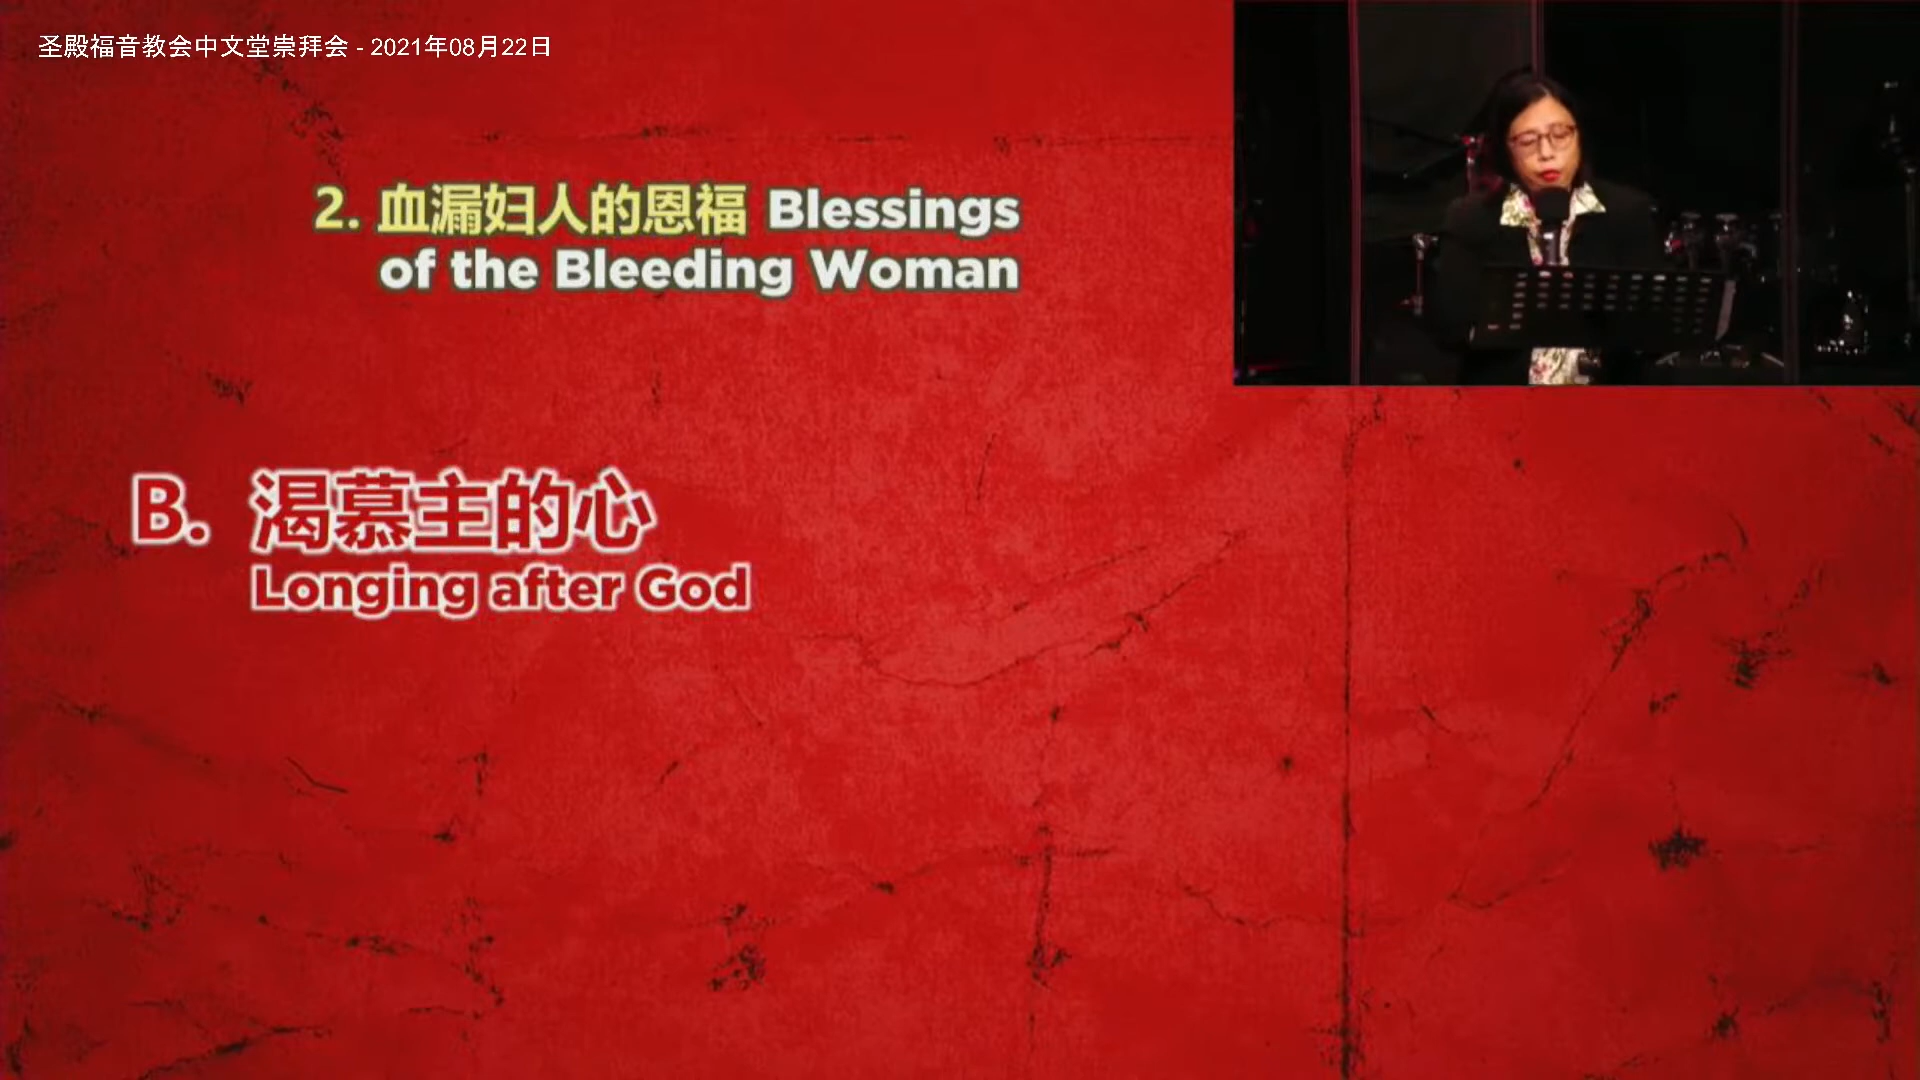 圣殿福音教会中文堂崇拜会 - 2021年08月22日
2. 血漏妇人的恩福 Blessings
of the Bleeding Woman
B. 渴慕主的心
Longing after God